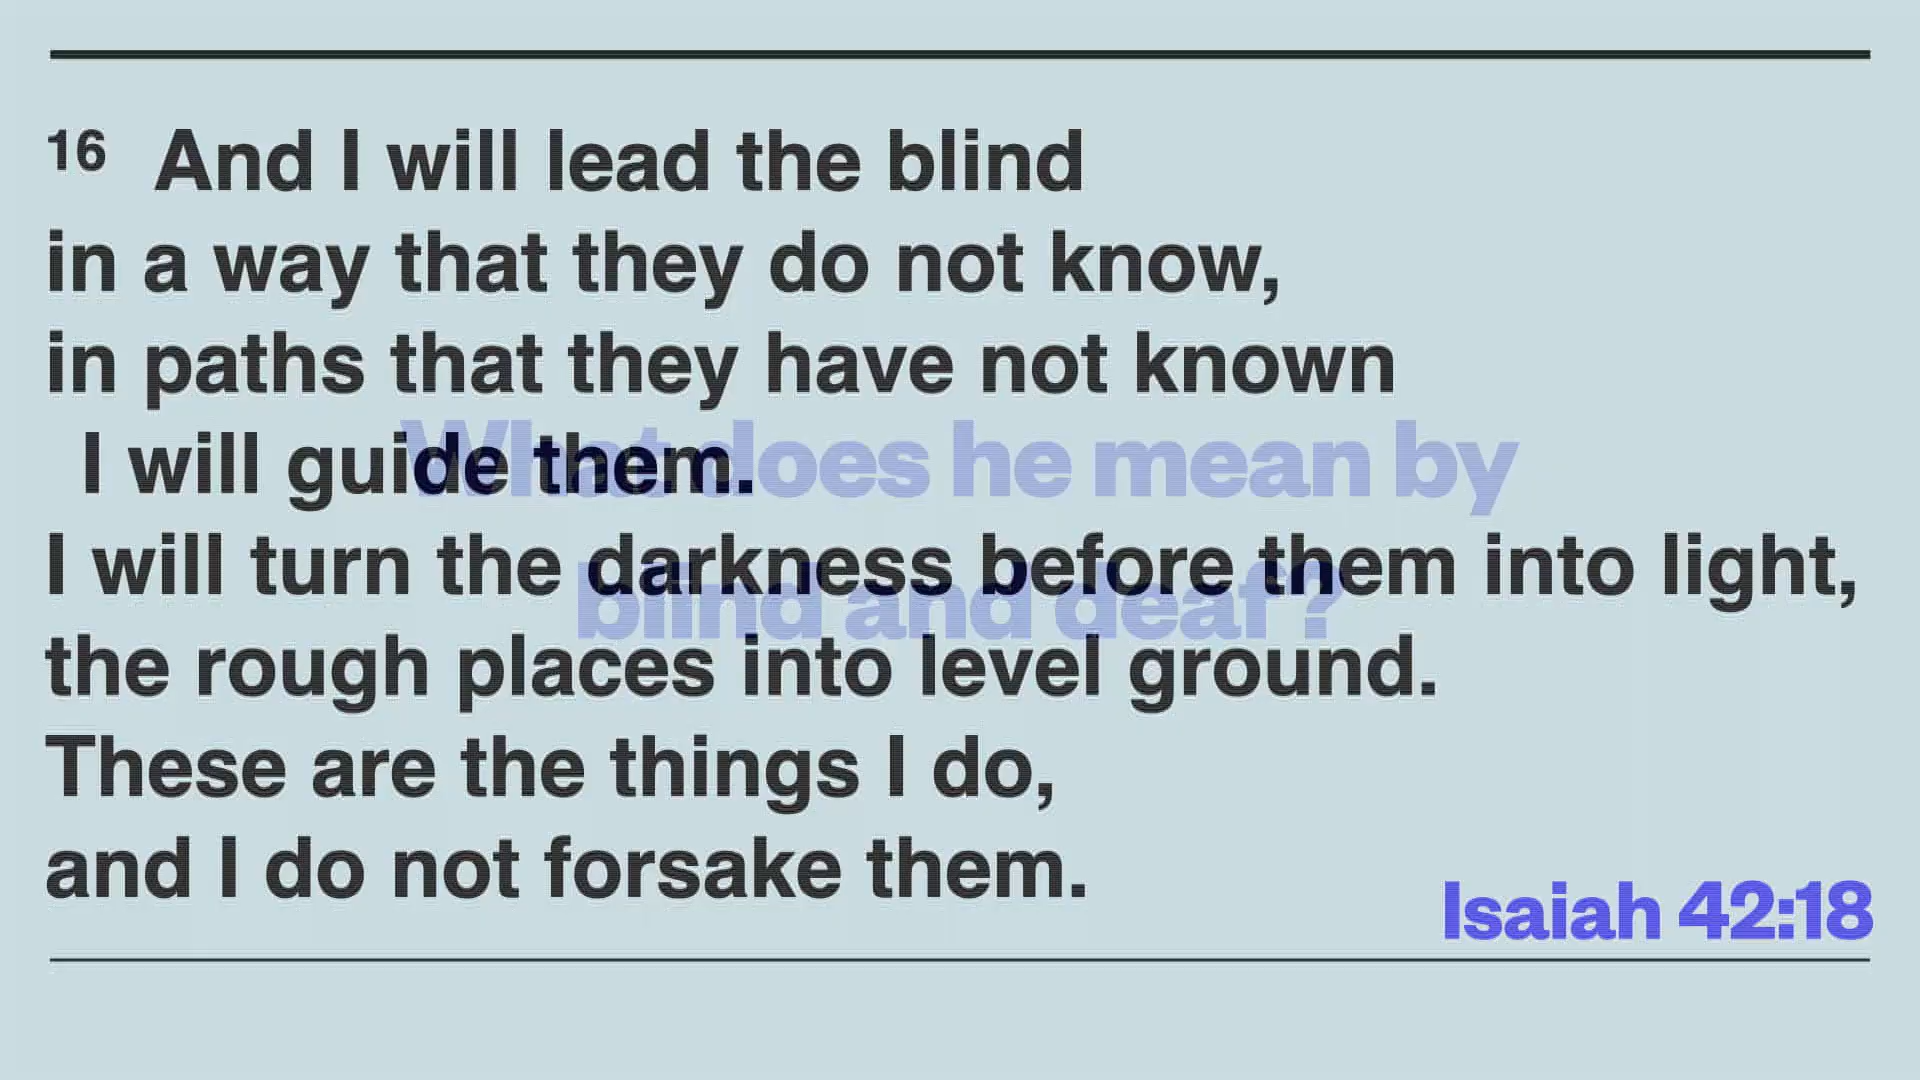 16 And I will lead the blind
in a way that they do not know,
in paths that they have not known
I will guide them.
What does he mean by
I will turn the darkness before them into light,
blind and deaf?
the rough places into level ground.
These are the things I do,
and I do not forsake them.
Isaiah 42:18